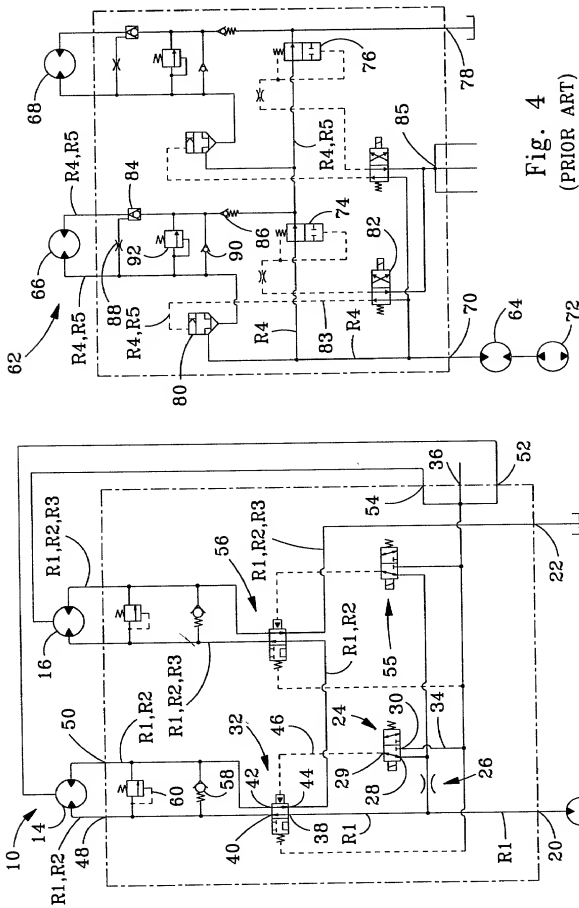 62
R4,R5
66
R4,R5
84
68
88
92
90
86
R4,R5
80
R4
74
R4,R5
76
83
82
R4
85
70
78
64
72
Fig. 4
(PRIOR ART)
10
14
R1,R2
48
50
R1,R2
60
58
16
R1,R2,R3
R1,R2,R3
56
32
42
40
44
38
46
R1,R2
R1,R2,R3
24
29
28
30
34
26
55
R1
R1
20
22
54
36
52